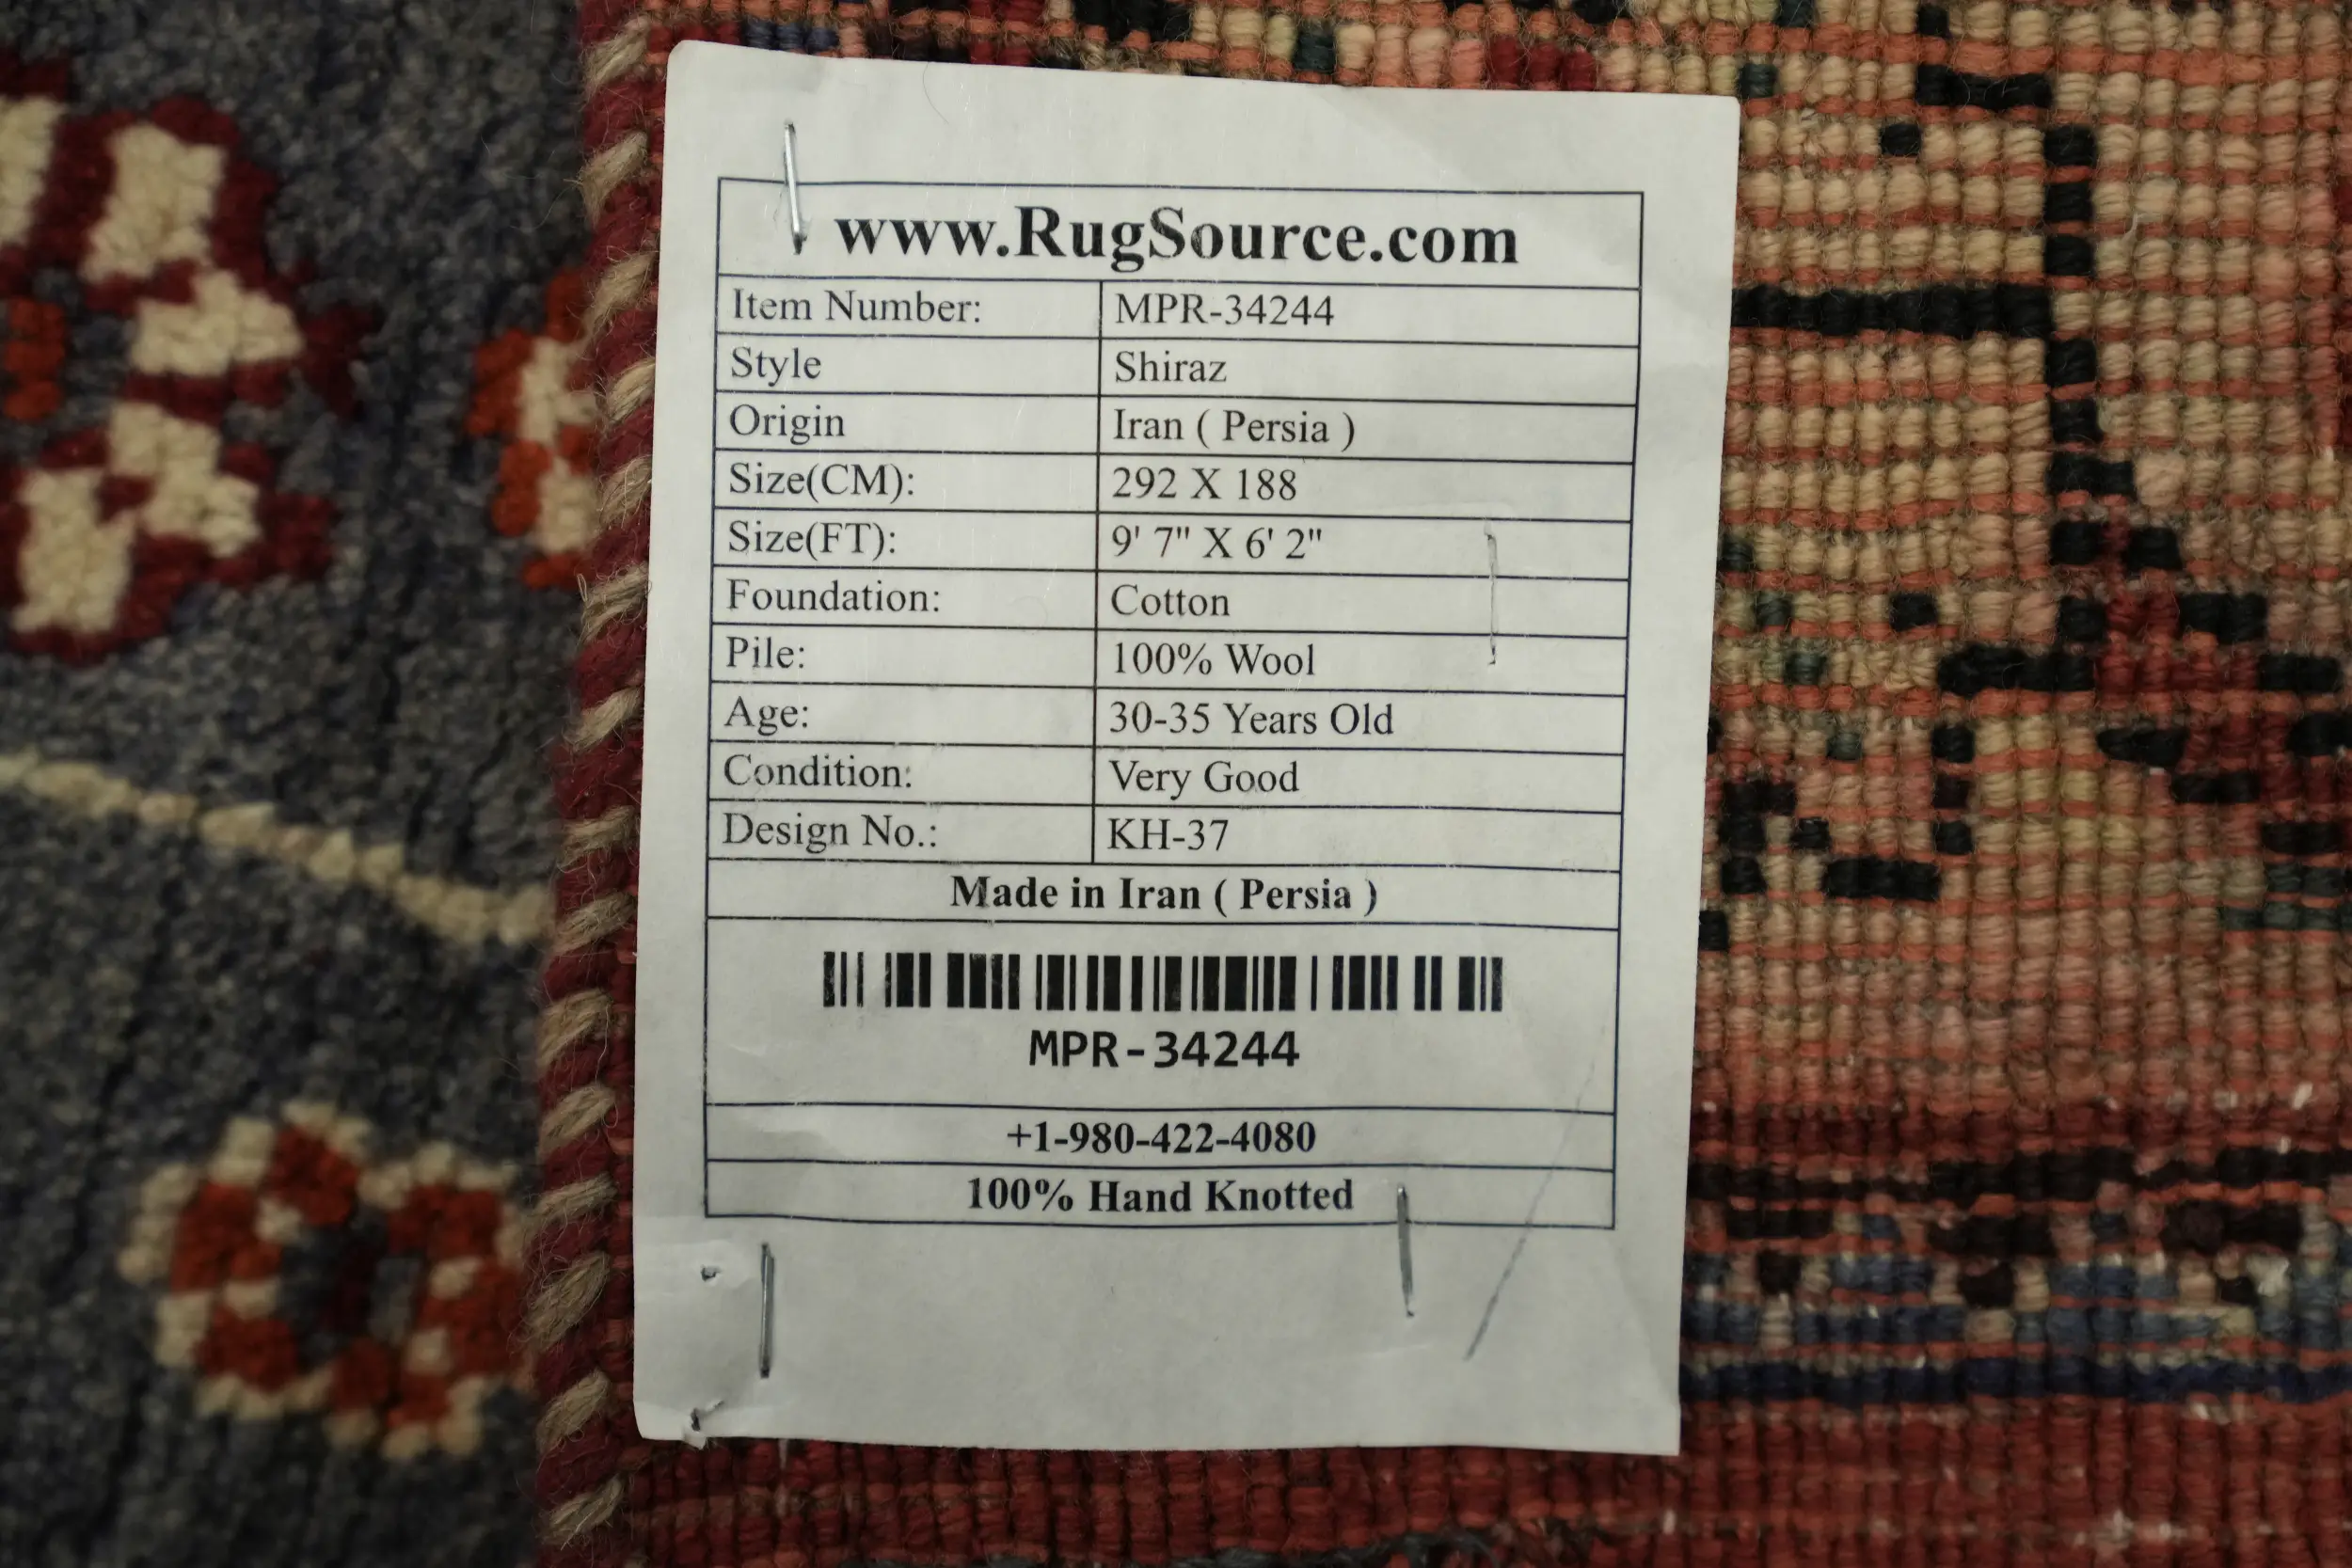 www.RugSource.com
Item Number: MPR-34244
Style Shiraz
Origin Iran ( Persia )
Size(CM): 292 X 188
Size(FT): 9' 7" X 6' 2"
Foundation: Cotton
Pile: 100% Wool
Age: 30-35 Years Old
Condition: Very Good
Design No.: KH-37
Made in Iran ( Persia )
MPR-34244
+1-980-422-4080
100% Hand Knotted